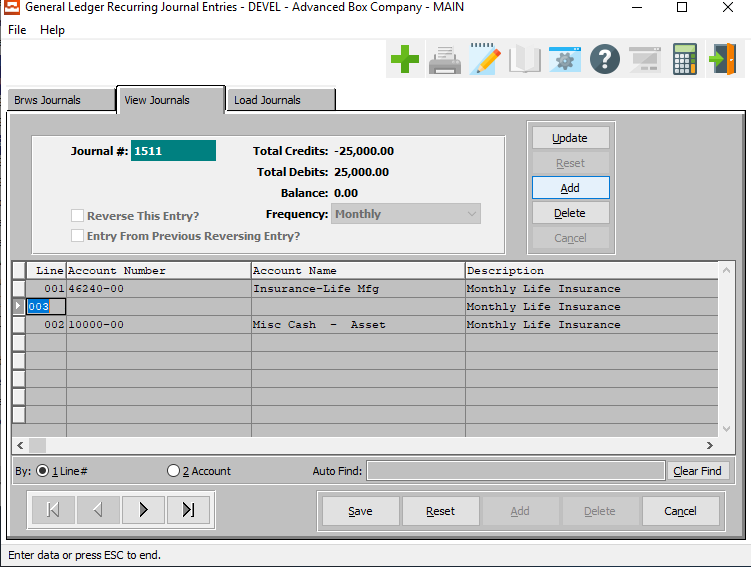 General Ledger Recurring Journal Entries - DEVEL - Advanced Box Company - MAIN
File Help
Brws Journals View Journals Load Journals
Journal #: 1511 Total Credits: -25,000.00
Total Debits: 25,000.00
Balance: 0.00
Reverse This Entry? Frequency: Monthly
Entry From Previous Reversing Entry?
Update
Reset
Add
Delete
Cancel
Line Account Number Account Name Description
001 46240-00 Insurance-Life Mfg Monthly Life Insurance
003 Monthly Life Insurance
002 10000-00 Misc Cash - Asset Monthly Life Insurance
By: 1 Line# 2 Account Auto Find: Clear Find
Save Reset Add Delete Cancel
Enter data or press ESC to end.